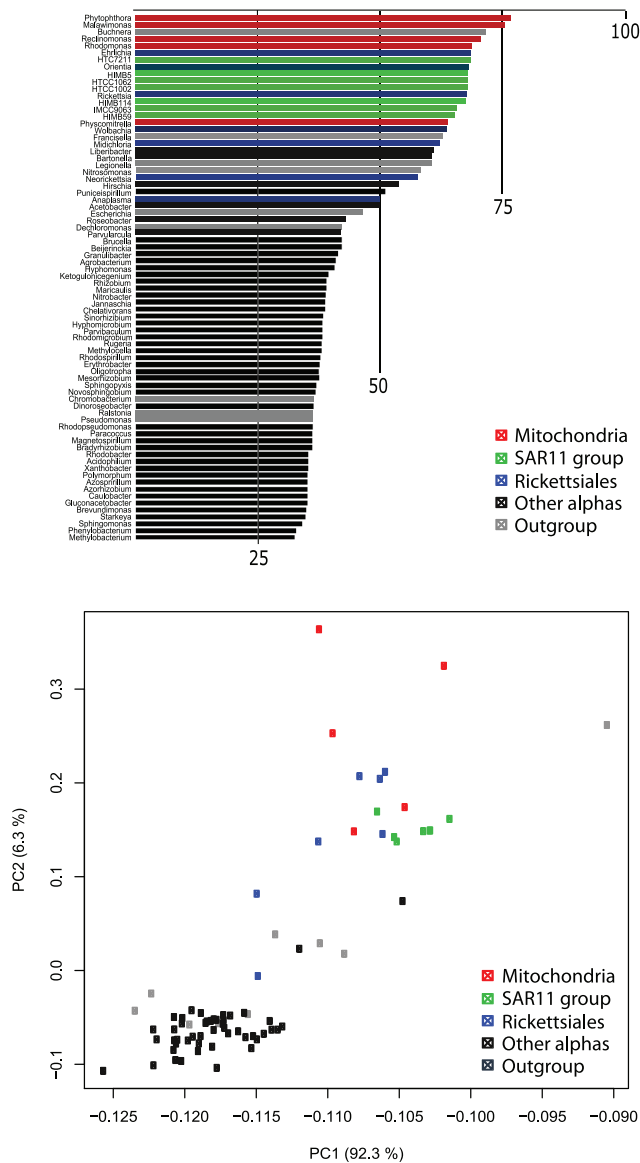 Phytophthora
Malawimonas
Buchnera
Reclinomonas
Rhodomonas
Ehrlichia
HTC7211
Orientia
HIMB5
HTCC1062
HTCC1002
Rickettsia
HIMB114
IMCC9063
HIMB59
Physcomitrella
Wolbachia
Francisella
Midichloria
Liberibacter
Bartonella
Legionella
Nitrosomonas
Neorickettsia
Hirschia
Puniceispirillum
Anaplasma
Acetobacter
Escherichia
Roseobacter
Dechloromonas
Parvularcula
Brucella
Beijerinckia
Granulibacter
Agrobacterium
Hyphomonas
Ketogulonicegenium
Rhizobium
Maricaulis
Nitrobacter
Jannaschia
Chelativorans
Sinorhizibium
Hyphomicrobium
Parvibaculum
Rhodomicrobium
Rugeria
Methylocella
Rhodospirillum
Erythrobacter
Oligotropha
Mesorhizobium
Sphingopyxis
Novosphingobium
Chromobacterium
Dinoroseobacter
Ralstonia
Pseudomonas
Rhodopseudomonas
Paracoccus
Magnetospirillum
Bradyrhizobium
Rhodobacter
Acidophilium
Xanthobacter
Polymorphum
Azospirillum
Azorhizobium
Caulobacter
Gluconacetobacter
Brevundimonas
Starkeya
Sphingomonas
Phenylobacterium
Methylobacterium
100
75
50
25
Mitochondria
SAR11 group
Rickettsiales
Other alphas
Outgroup
PC2 (6.3 %)
0.3
0.2
0.1
0.0
−0.1
Mitochondria
SAR11 group
Rickettsiales
Other alphas
Outgroup
−0.125 −0.120 −0.115 −0.110 −0.105 −0.100 −0.095 −0.090
PC1 (92.3 %)